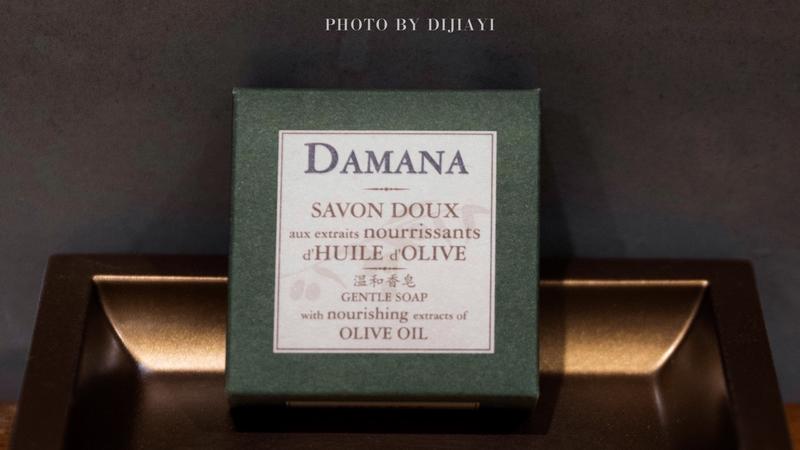 PHOTO BY DIJIAYI
DAMANA
SAVON DOUX
aux extraits nourrissants
d'HUILE d'OLIVE
温和香皂
GENTLE SOAP
with nourishing extracts of
OLIVE OIL